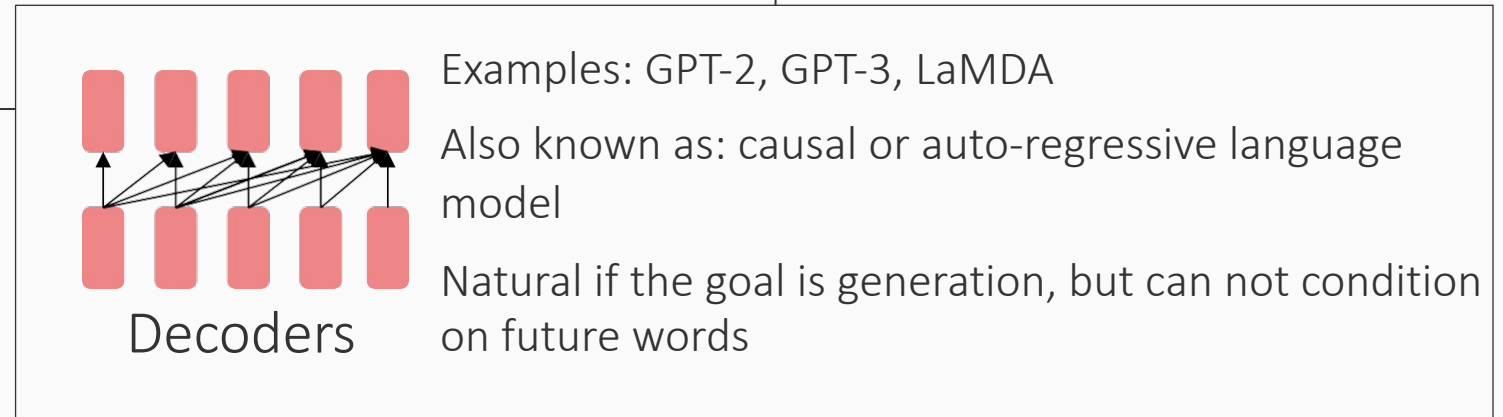 Examples: GPT-2, GPT-3, LaMDA
Also known as: causal or auto-regressive language
model
Natural if the goal is generation, but can not condition
on future words
Decoders